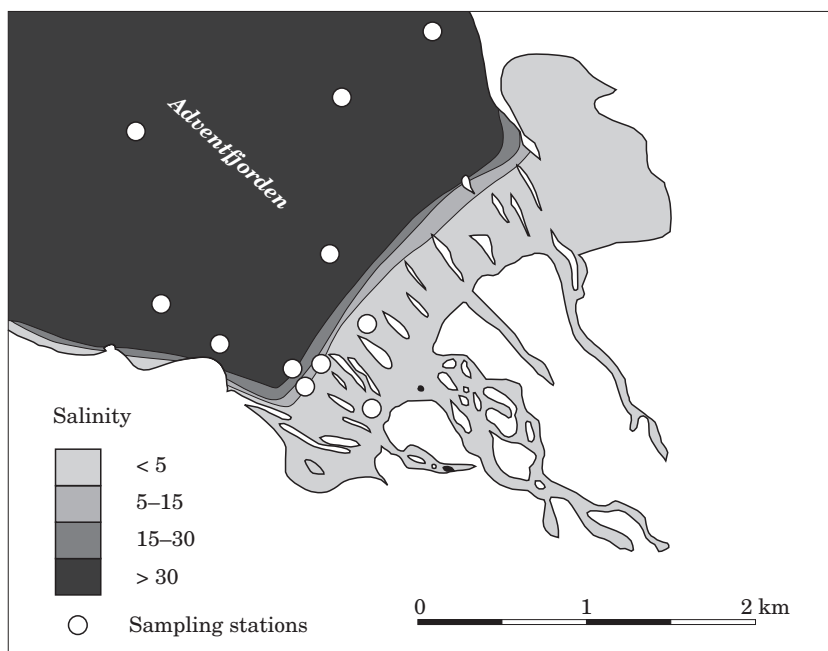 Adventfjorden
Salinity
< 5
5–15
15–30
> 30
Sampling stations
0 1 2 km